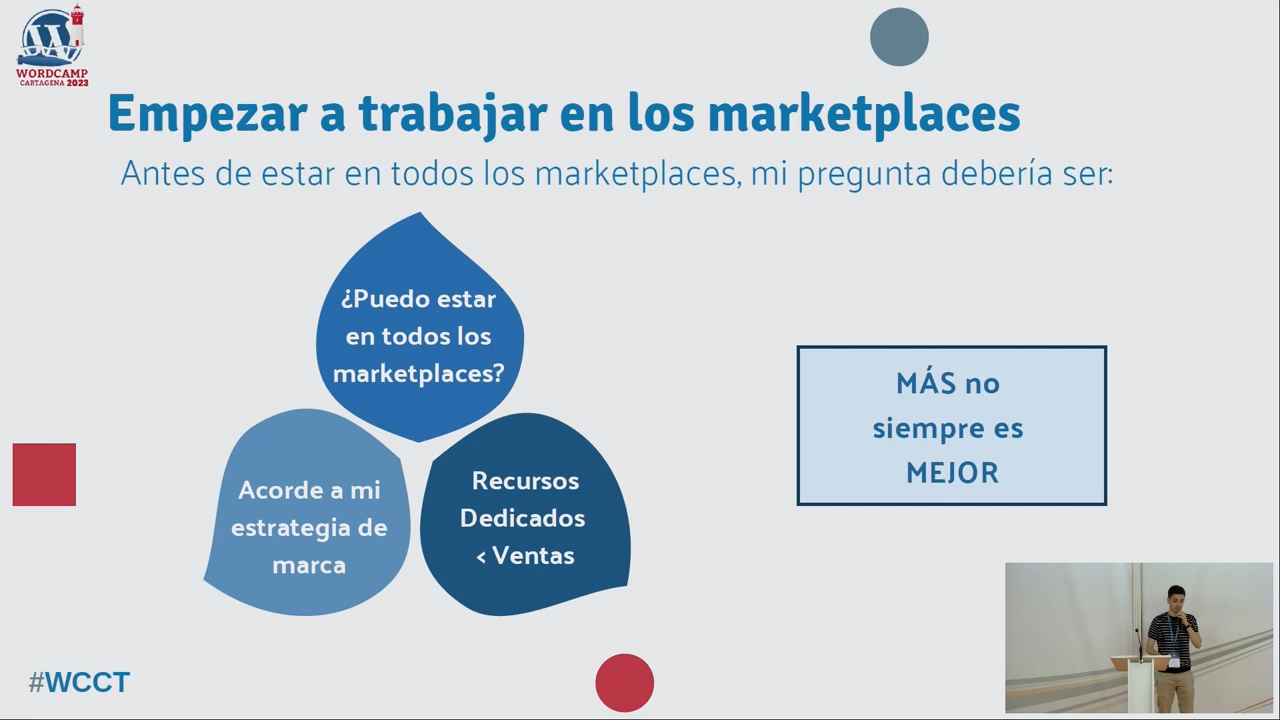 WORDCAMP
CARTAGENA 2023
Empezar a trabajar en los marketplaces
Antes de estar en todos los marketplaces, mi pregunta debería ser:
¿Puedo estar
en todos los
marketplaces?
Acorde a mi
estrategia de
marca
Recursos
Dedicados
< Ventas
MÁS no
siempre es
MEJOR
#WCCT